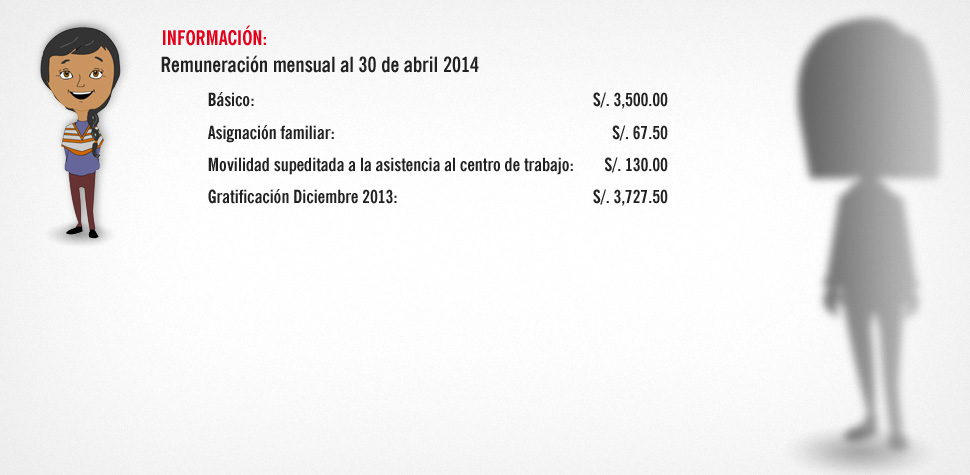 INFORMACIÓN:
Remuneración mensual al 30 de abril 2014
Básico: S/. 3,500.00
Asignación familiar: S/. 67.50
Movilidad supeditada a la asistencia al centro de trabajo: S/. 130.00
Gratificación Diciembre 2013: S/. 3,727.50